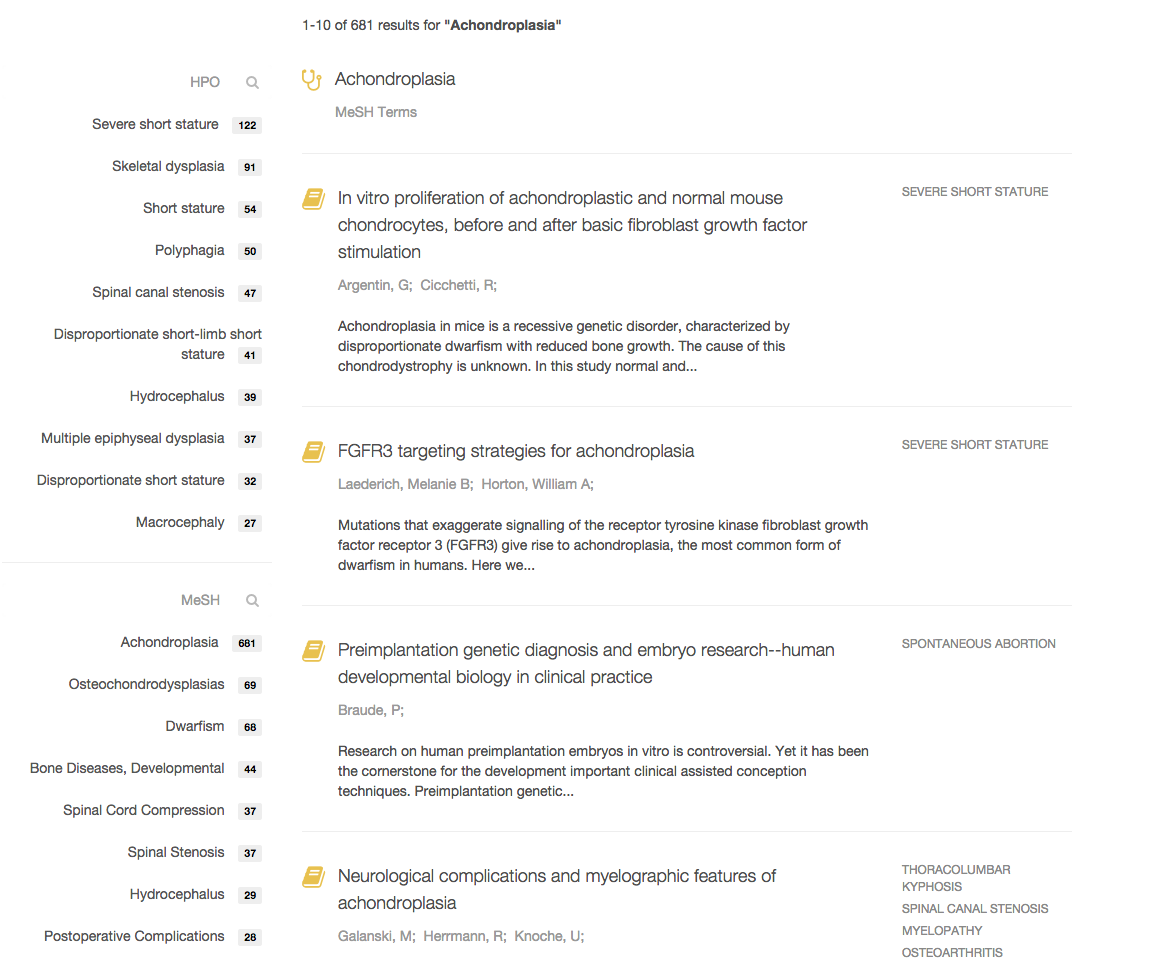 1-10 of 681 results for "Achondroplasia"
HPO
Severe short stature 122
Skeletal dysplasia 91
Short stature 54
Polyphagia 50
Spinal canal stenosis 47
Disproportionate short-limb short
stature 41
Hydrocephalus 39
Multiple epiphyseal dysplasia 37
Disproportionate short stature 32
Macrocephaly 27
MeSH
Achondroplasia 681
Osteochondrodysplasias 69
Dwarfism 68
Bone Diseases, Developmental 44
Spinal Cord Compression 37
Spinal Stenosis 37
Hydrocephalus 29
Postoperative Complications 28
Achondroplasia
MeSH Terms
In vitro proliferation of achondroplastic and normal mouse
chondrocytes, before and after basic fibroblast growth factor
stimulation
Argentin, G; Cicchetti, R;
Achondroplasia in mice is a recessive genetic disorder, characterized by
disproportionate dwarfism with reduced bone growth. The cause of this
chondrodystrophy is unknown. In this study normal and...
SEVERE SHORT STATURE
FGFR3 targeting strategies for achondroplasia
Laederich, Melanie B; Horton, William A;
Mutations that exaggerate signalling of the receptor tyrosine kinase fibroblast growth
factor receptor 3 (FGFR3) give rise to achondroplasia, the most common form of
dwarfism in humans. Here we...
SEVERE SHORT STATURE
Preimplantation genetic diagnosis and embryo research--human
developmental biology in clinical practice
Braude, P;
Research on human preimplantation embryos in vitro is controversial. Yet it has been
the cornerstone for the development important clinical assisted conception
techniques. Preimplantation genetic...
SPONTANEOUS ABORTION
Neurological complications and myelographic features of
achondroplasia
Galanski, M; Herrmann, R; Knoche, U;
THORACOLUMBAR
KYPHOSIS
SPINAL CANAL STENOSIS
MYELOPATHY
OSTEOARTHRITIS